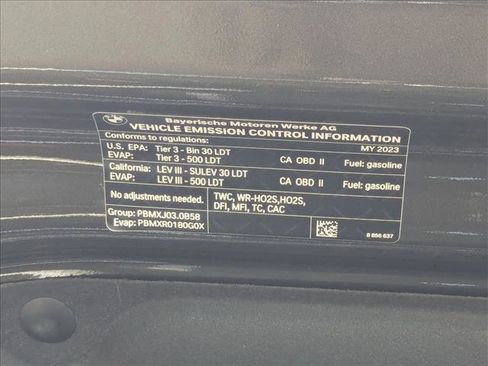 Bayerische Motoren Werke AG
VEHICLE EMISSION CONTROL INFORMATION
Conforms to regulations: MY 2023
U.S. EPA: Tier 3 - Bin 30 LDT
EVAP: Tier 3 - 500 LDT CA OBD II Fuel: gasoline
California: LEV III - SULEV 30 LDT
EVAP: LEV III - 500 LDT CA OBD II Fuel: gasoline
No adjustments needed. TWC, WR-HO2S,HO2S,
DFI, MFI, TC, CAC
Group: PBMXJ03.0B58
Evap: PBMXR0180G0X
8 856 637